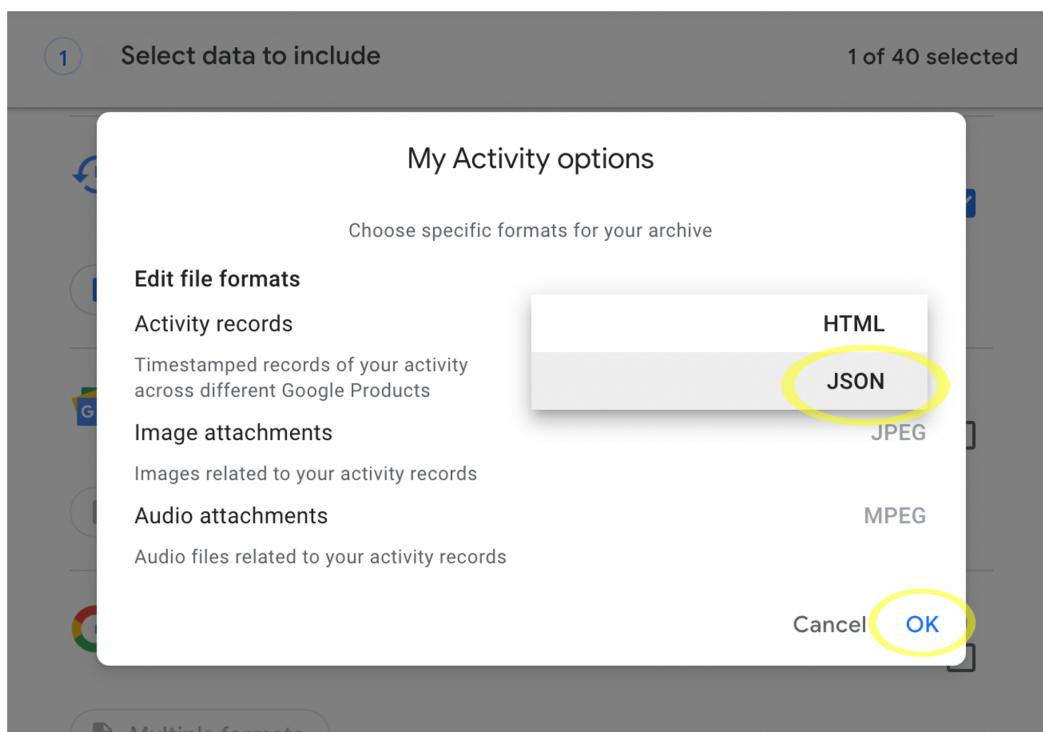 1 Select data to include 1 of 40 selected
My Activity options
Choose specific formats for your archive
Edit file formats
Activity records HTML
Timestamped records of your activity
across different Google Products
JSON
Image attachments JPEG
Images related to your activity records
Audio attachments MPEG
Audio files related to your activity records
Cancel OK
Multiple formats